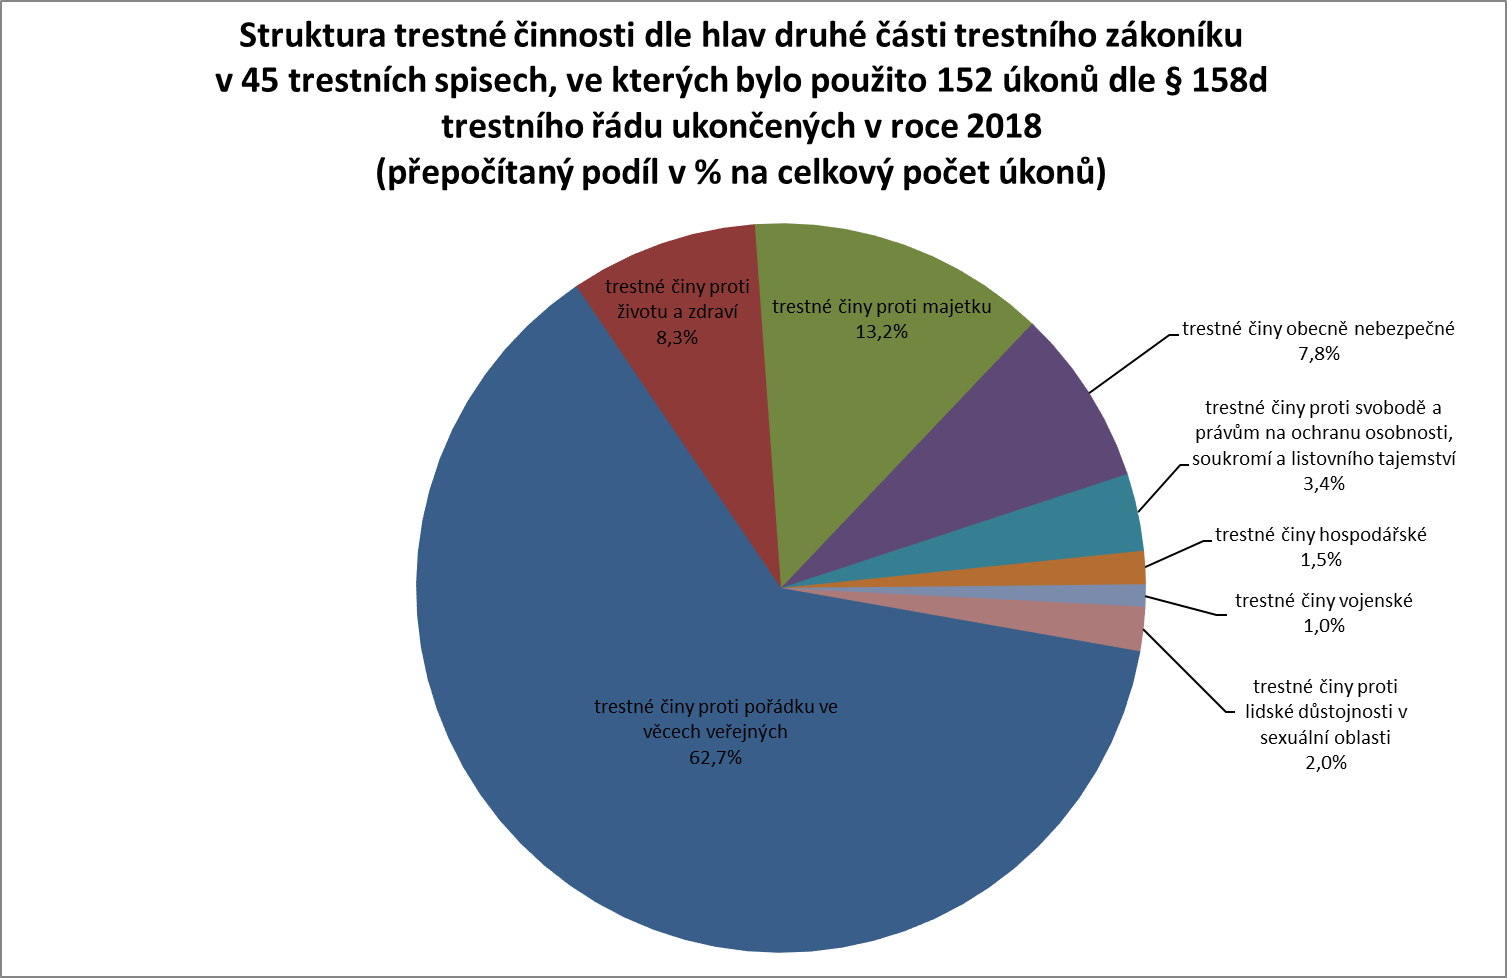 Struktura trestné činnosti dle hlav druhé části trestního zákoníku
v 45 trestních spisech, ve kterých bylo použito 152 úkonů dle § 158d
trestního řádu ukončených v roce 2018
(přepočítaný podíl v % na celkový počet úkonů)
trestné činy proti
životu a zdraví
8,3%
trestné činy proti majetku
13,2%
trestné činy obecně nebezpečné
7,8%
trestné činy proti svobodě a
právům na ochranu osobnosti,
soukromí a listovního tajemství
3,4%
trestné činy hospodářské
1,5%
trestné činy vojenské
1,0%
trestné činy proti
lidské důstojnosti v
sexuální oblasti
2,0%
trestné činy proti pořádku ve
věcech veřejných
62,7%